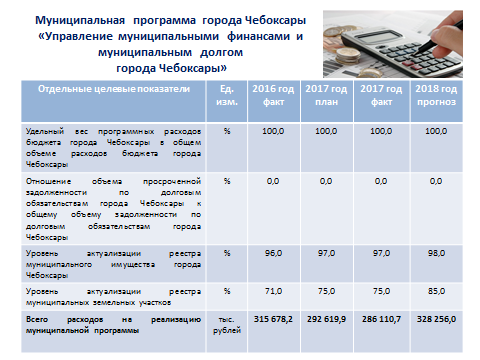 Муниципальная программа города Чебоксары
«Управление муниципальными финансами и
муниципальным долгом
города Чебоксары»
Отдельные целевые показатели Ед. изм. 2016 год факт 2017 год план 2017 год факт 2018 год прогноз
Удельный вес программных расходов % 100,0 100,0 100,0 100,0
бюджета города Чебоксары в общем
объеме расходов бюджета города
Чебоксары
Отношение объема просроченной % 0,0 0,0 0,0 0,0
задолженности по долговым
обязательствам города Чебоксары к
общему объему задолженности по
долговым обязательствам города
Чебоксары
Уровень актуализации реестра % 96,0 97,0 97,0 98,0
муниципального имущества города
Чебоксары
Уровень актуализации реестра % 71,0 75,0 75,0 85,0
муниципальных земельных участков
Всего расходов на реализацию тыс. 315 678,2 292 619,9 286 110,7 328 256,0
муниципальной программы рублей